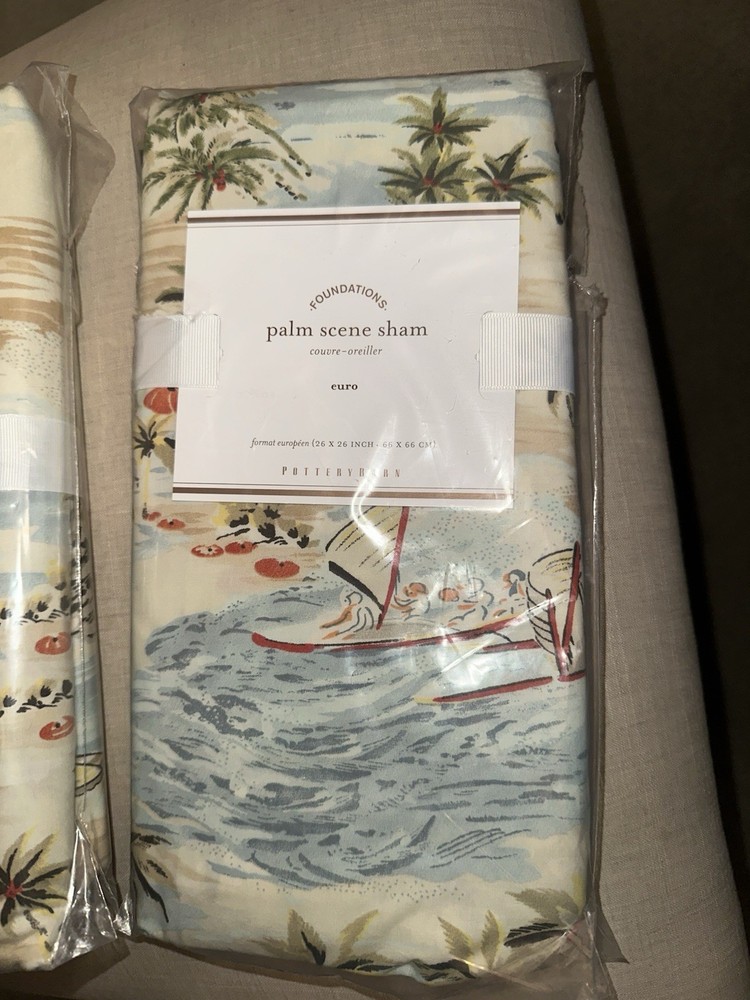 ·FOUNDATIONS·
palm scene sham
couvre-oreiller
euro
format européen (26 X 26 INCH · 66 X 66 CM)
POTTERY BARN